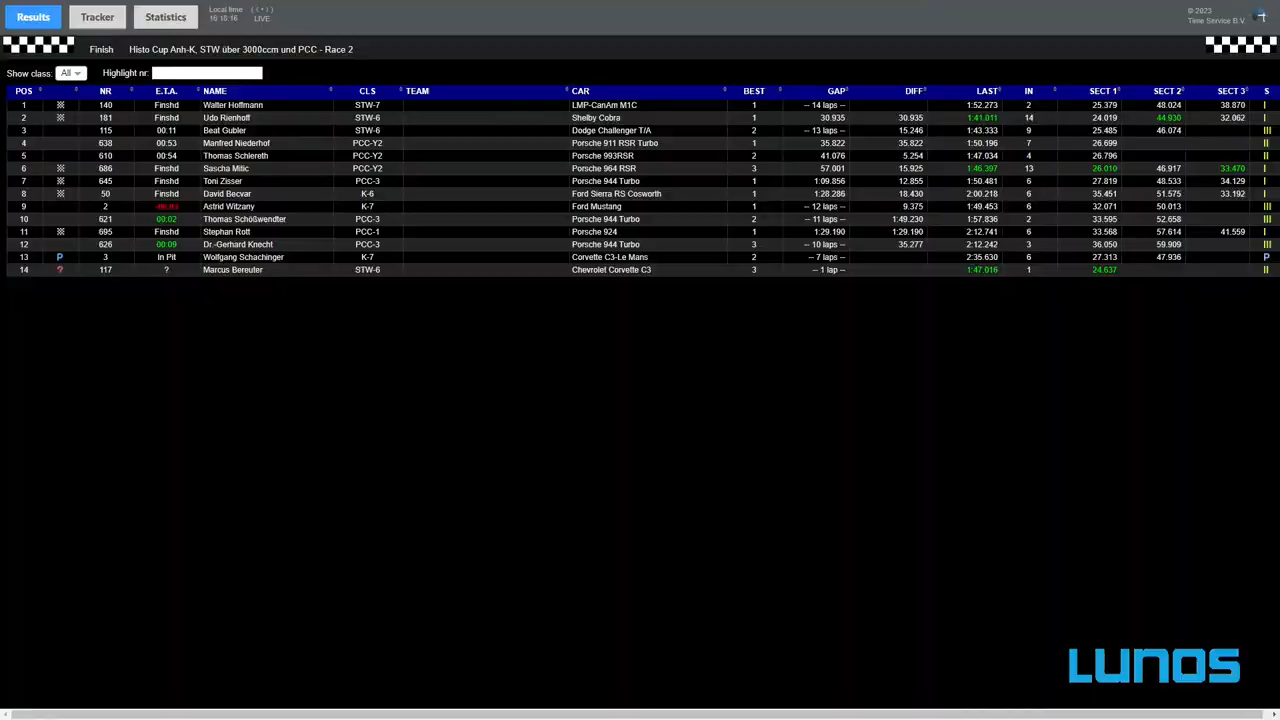 Results Tracker Statistics Local time 16:18:16 LIVE © 2023 Time Service B.V.
Finish Histo Cup Anh-K, STW über 3000ccm und PCC - Race 2
Show class: All Highlight nr:
POS NR E.T.A. NAME CLS TEAM CAR BEST GAP DIFF LAST IN SECT 1 SECT 2 SECT 3 S
1 140 Finshd Walter Hoffmann STW-7 LMP-CanAm M1C 1 -- 14 laps -- 1:52.273 2 25.379 48.024 38.870 I
2 181 Finshd Udo Rienhoff STW-6 Shelby Cobra 1 30.935 30.935 1:41.011 14 24.019 44.930 32.062 I
3 115 00:11 Beat Gubler STW-6 Dodge Challenger T/A 2 -- 13 laps -- 15.246 1:43.333 9 25.485 46.074 III
4 638 00:53 Manfred Niederhof PCC-Y2 Porsche 911 RSR Turbo 1 35.822 35.822 1:50.196 7 26.699 II
5 610 00:54 Thomas Schlereth PCC-Y2 Porsche 993RSR 2 41.076 5.254 1:47.034 4 26.796 II
6 686 Finshd Sascha Milic PCC-Y2 Porsche 964 RSR 3 57.001 15.925 1:46.397 13 26.010 46.917 33.470 I
7 645 Finshd Toni Zisser PCC-3 Porsche 944 Turbo 1 1:09.856 12.855 1:50.481 6 27.819 48.533 34.129 I
8 50 Finshd David Becvar K-6 Ford Sierra RS Cosworth 1 1:28.286 18.430 2:00.218 6 35.451 51.575 33.192 I
9 2 Astrid Witzany K-7 Ford Mustang 1 -- 12 laps -- 9.375 1:49.453 6 32.071 50.013 III
10 621 00:02 Thomas Schößwendter PCC-3 Porsche 944 Turbo 2 -- 11 laps -- 1:49.230 1:57.836 2 33.595 52.658 III
11 695 Finshd Stephan Rott PCC-1 Porsche 924 1 1:29.190 1:29.190 2:12.741 6 33.568 57.614 41.559 I
12 626 00:09 Dr.-Gerhard Knecht PCC-3 Porsche 944 Turbo 3 -- 10 laps -- 35.277 2:12.242 3 36.050 59.909 III
13 P 3 In Pit Wolfgang Schachinger K-7 Corvette C3-Le Mans 2 -- 7 laps -- 2:35.630 6 27.313 47.936 P
14 ? 117 ? Marcus Bereuter STW-6 Chevrolet Corvette C3 3 -- 1 lap -- 1:47.016 1 24.637 II
LUNOS